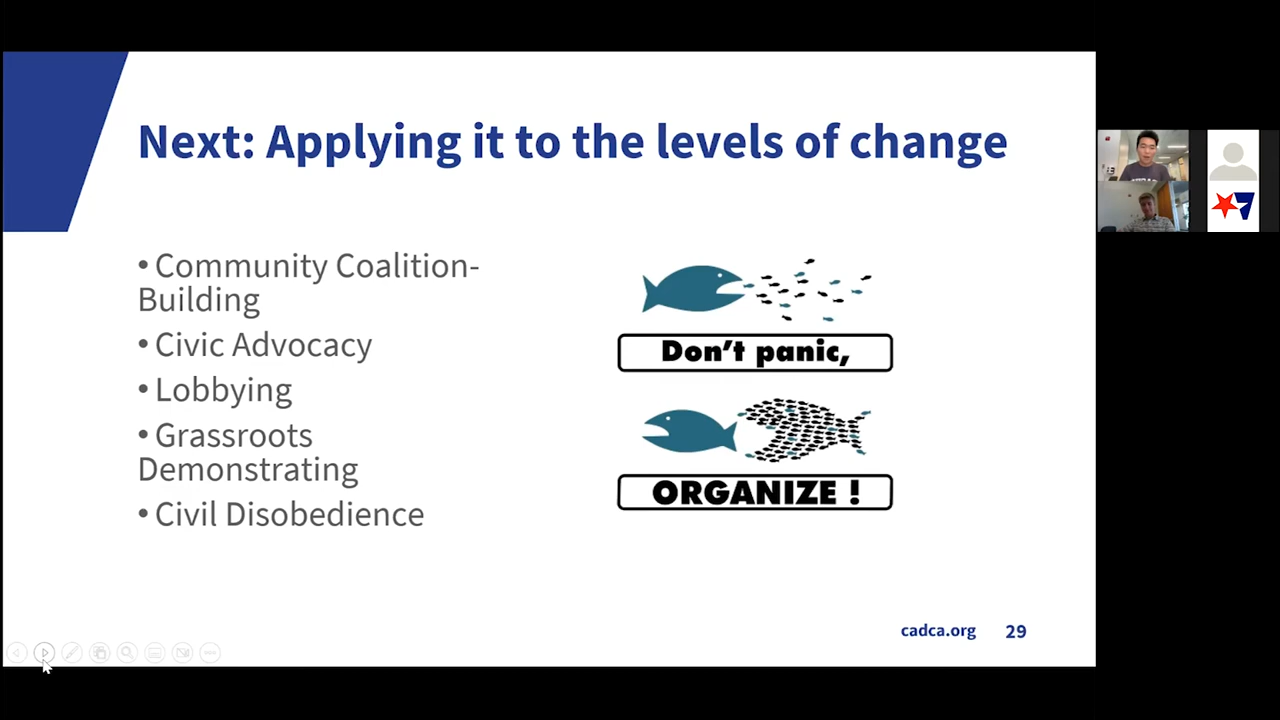 Next: Applying it to the levels of change
• Community Coalition-
Building
• Civic Advocacy
• Lobbying
• Grassroots
Demonstrating
• Civil Disobedience
Don't panic,
ORGANIZE !
cadca.org 29